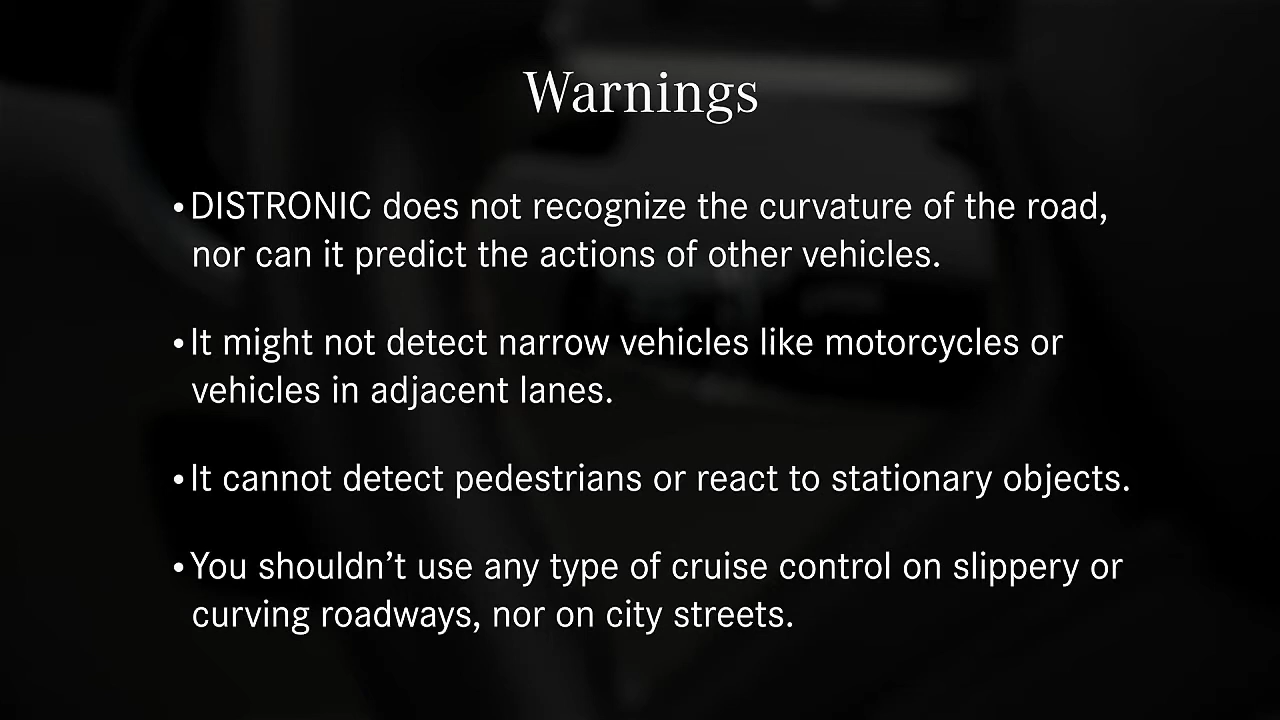 Warnings
•DISTRONIC does not recognize the curvature of the road,
nor can it predict the actions of other vehicles.
•It might not detect narrow vehicles like motorcycles or
vehicles in adjacent lanes.
•It cannot detect pedestrians or react to stationary objects.
•You shouldn’t use any type of cruise control on slippery or
curving roadways, nor on city streets.